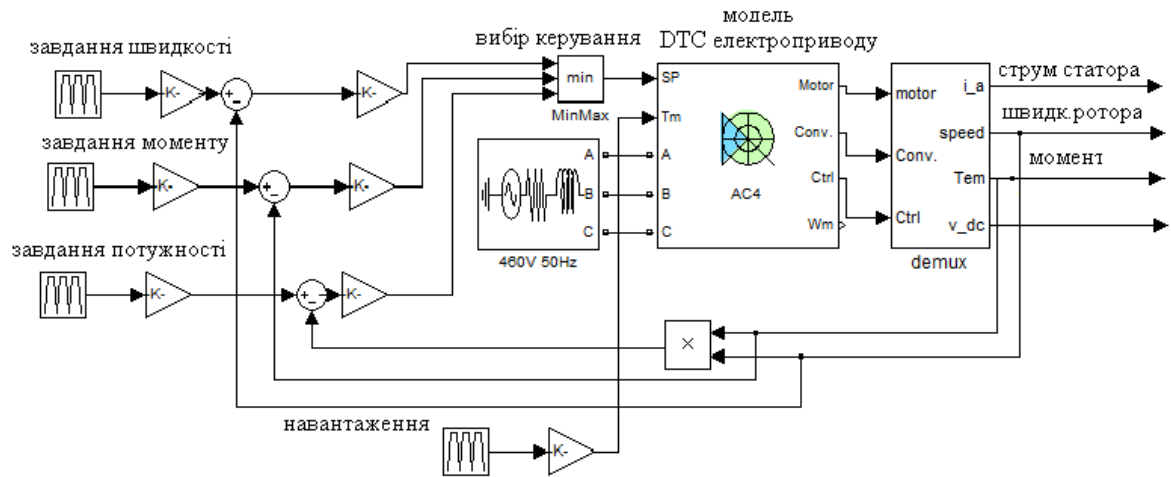 модель
завдання швидкості
вибір керування
DTC електроприводу
K-
+
−
K-
min
MinMax
SP
Tm
A
B
C
AC4
Motor
Conv.
Ctrl
Wm
motor
Conv.
Ctrl
i_a
speed
Tem
v_dc
demux
струм статора
швидк.ротора
момент
завдання моменту
K-
+
−
K-
A
B
C
460V 50Hz
завдання потужності
K-
+
−
K-
×
навантаження
K-